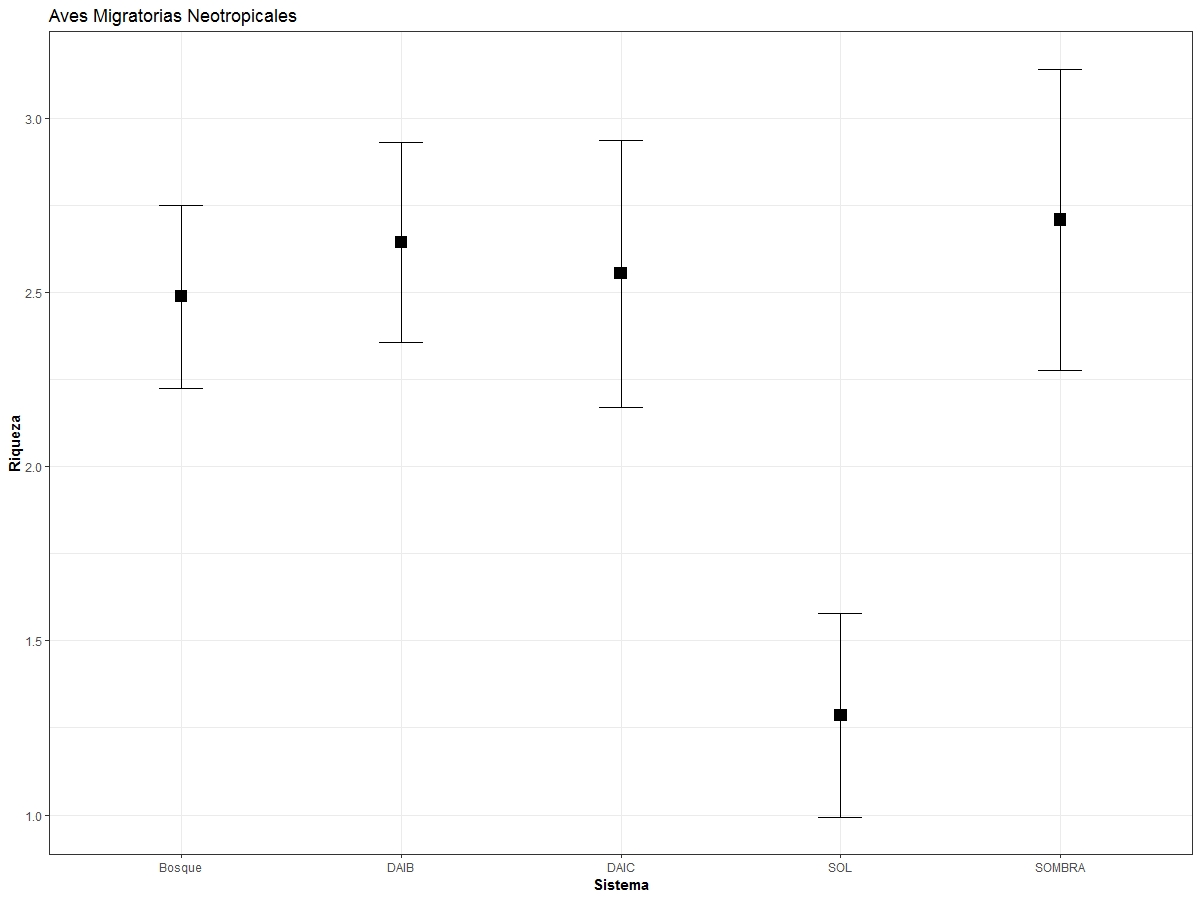 Aves Migratorias Neotropicales
Riqueza
3.0
2.5
2.0
1.5
1.0
Bosque DAIB DAIC SOL SOMBRA
Sistema